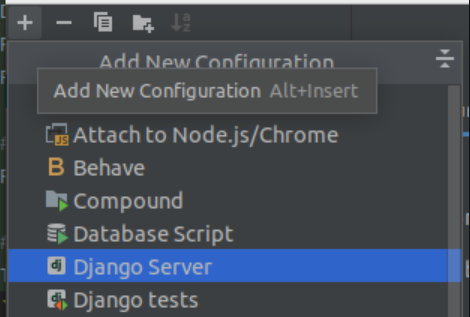 Add New Configuration
Add New Configuration Alt+Insert
Attach to Node.js/Chrome
Behave
Compound
Database Script
Django Server
Django tests